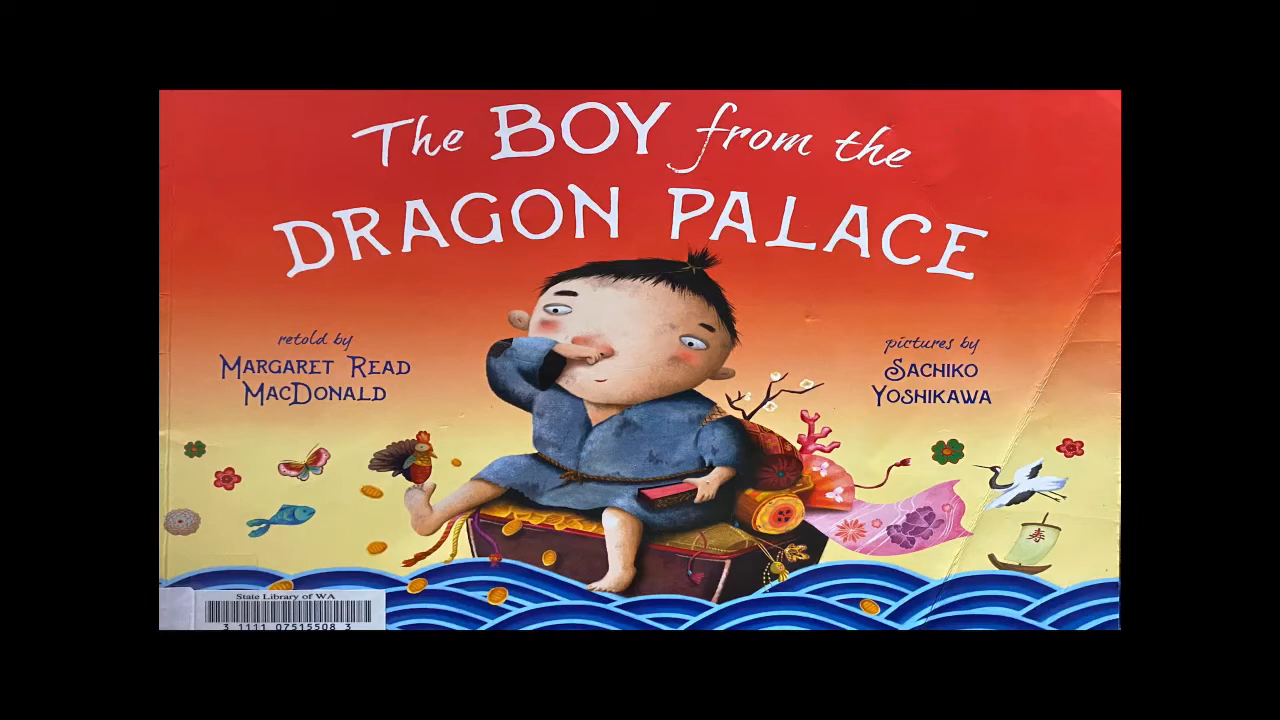 The BOY from the
DRAGON PALACE
retold by
MARGARET READ
MACDONALD
pictures by
SACHIKO
YOSHIKAWA
寿
State Library of WA
3 1111 07515508 3